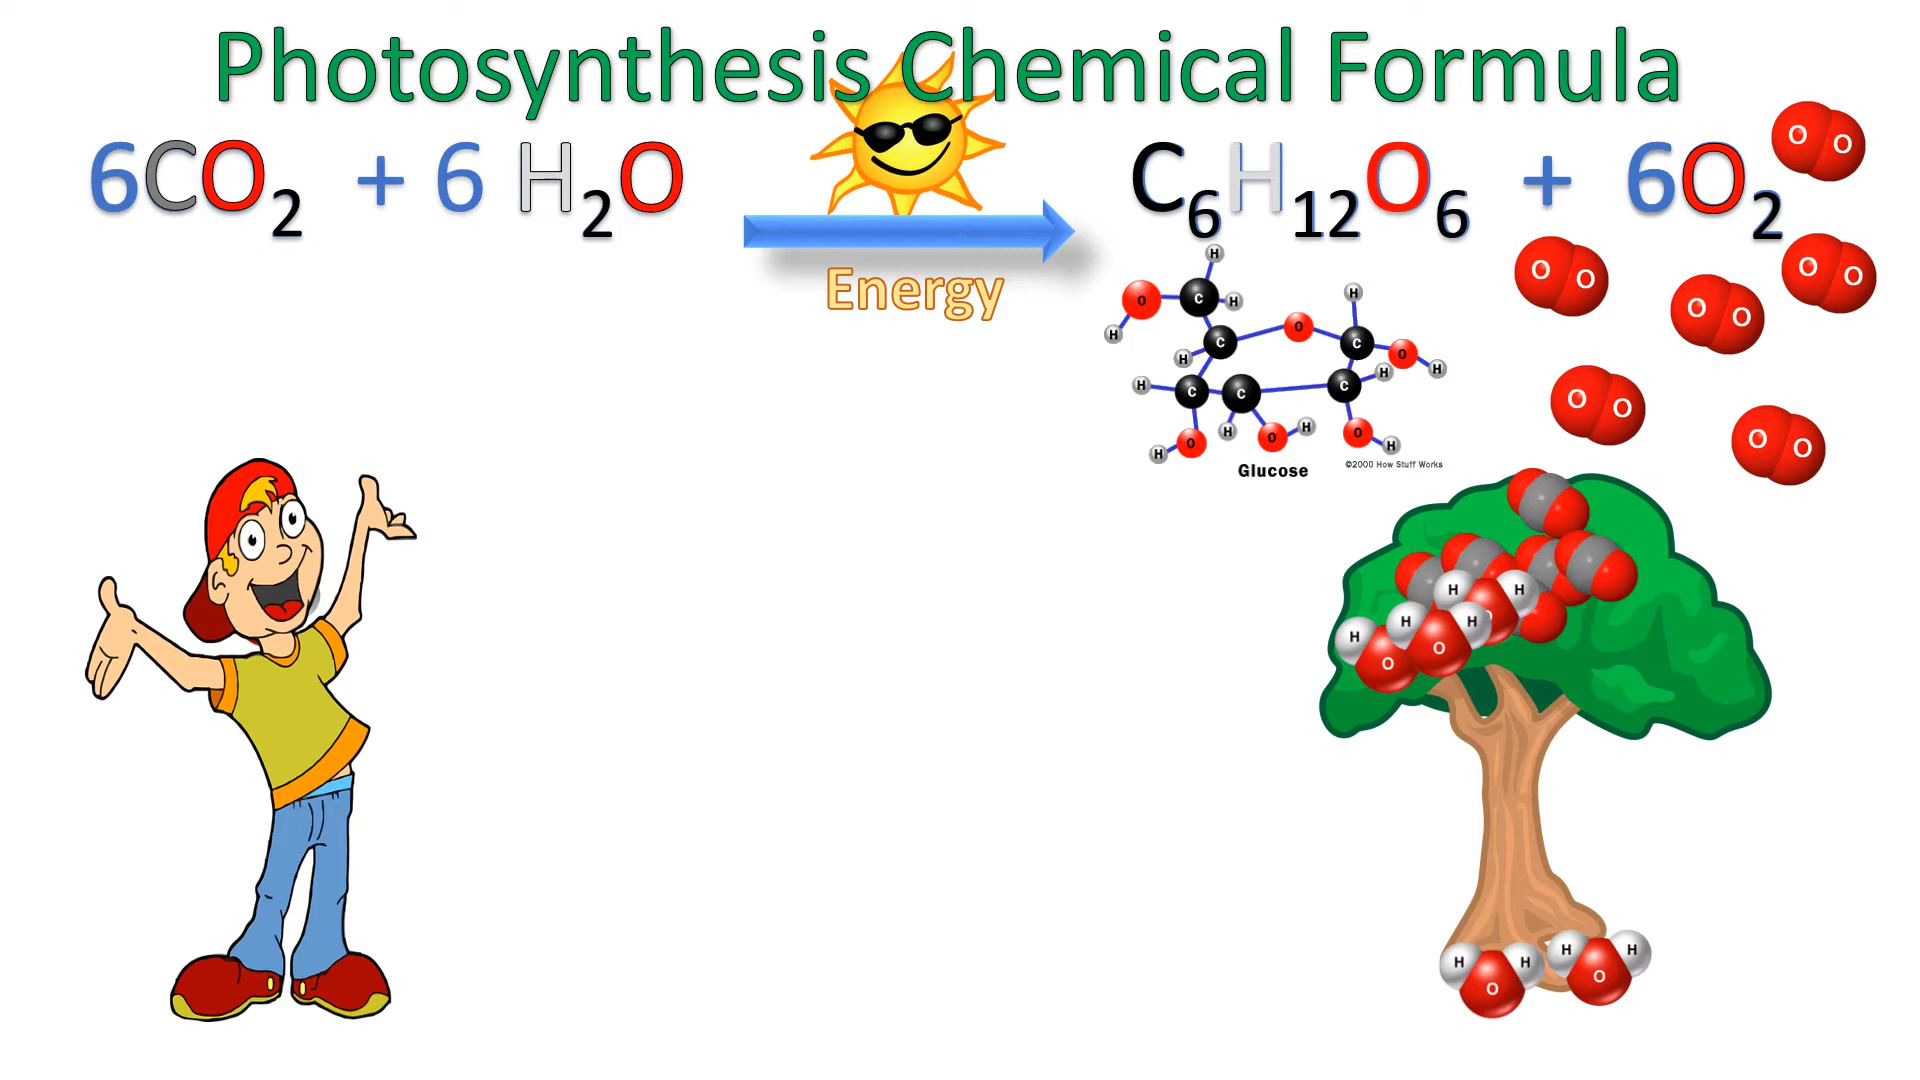 Photosynthesis Chemical Formula
6CO₂ + 6 H₂O
C₆H₁₂O₆ + 6O₂
Energy
O O
O O
O O
O O
O O
O O
H
O C H
H
H
C O C O H
H
H C C C H
H
H O O H O H
Glucose
©2000 How Stuff Works
H H
H H O
H O
O
H H H H
O O